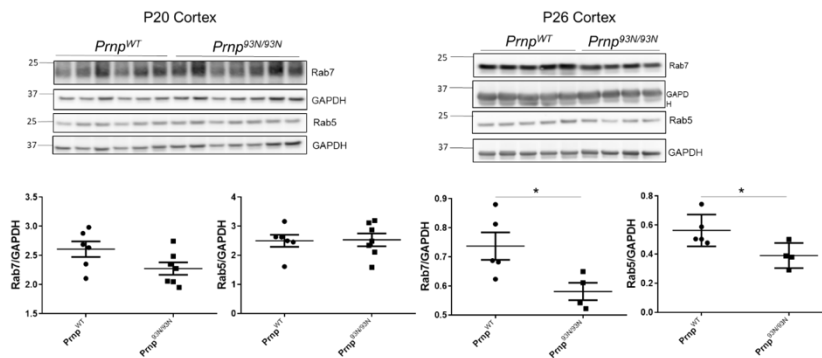 P20 Cortex
Prnp^WT Prnp^93N/93N
25
Rab7
37
GAPDH
25
Rab5
37
GAPDH
P26 Cortex
Prnp^WT Prnp^93N/93N
25
Rab7
37
GAPD
H
25
Rab5
37
GAPDH
Rab7/GAPDH
3.5
3.0
2.5
2.0
1.5
Prnp^WT
Prnp^93N/93N
Rab5/GAPDH
5
4
3
2
1
0
Prnp^WT
Prnp^93N/93N
Rab7/GAPDH
0.9
0.8
0.7
0.6
0.5
*
Prnp^WT
Prnp^93N/93N
Rab5/GAPDH
0.8
0.6
0.4
0.2
0.0
*
Prnp^WT
Prnp^93N/93N